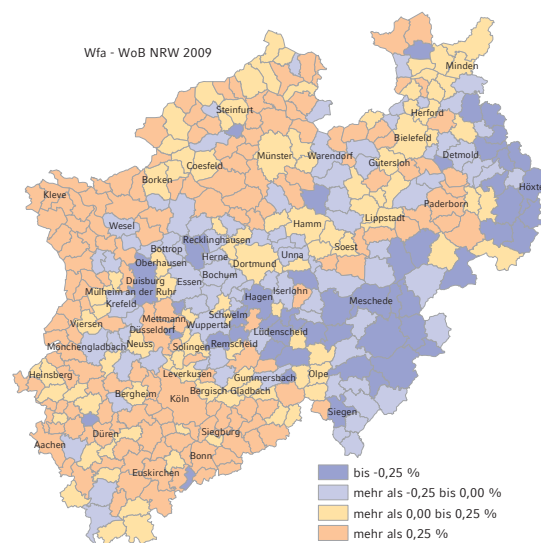 Wfa - WoB NRW 2009
Minden
Steinfurt
Herford
Bielefeld
Münster
Warendorf
Detmold
Coesfeld
Gütersloh
Borken
Höxte
Kleve
Paderborn
Lippstadt
Wesel
Hamm
Recklinghausen
Bottrop
Soest
Herne
Unna
Oberhausen
Dortmund
Bochum
Duisburg
Essen
Mülheim an der Ruhr
Iserlohn
Hagen
Meschede
Krefeld
Schwelm
Mettmann
Viersen
Wuppertal
Düsseldorf
Lüdenscheid
Neuss
Remscheid
Mönchengladbach
Solingen
Heinsberg
Leverkusen
Gummersbach
Olpe
Bergheim
Bergisch Gladbach
Köln
Siegen
Düren
Siegburg
Aachen
Bonn
Euskirchen
bis -0,25 %
mehr als -0,25 bis 0,00 %
mehr als 0,00 bis 0,25 %
mehr als 0,25 %